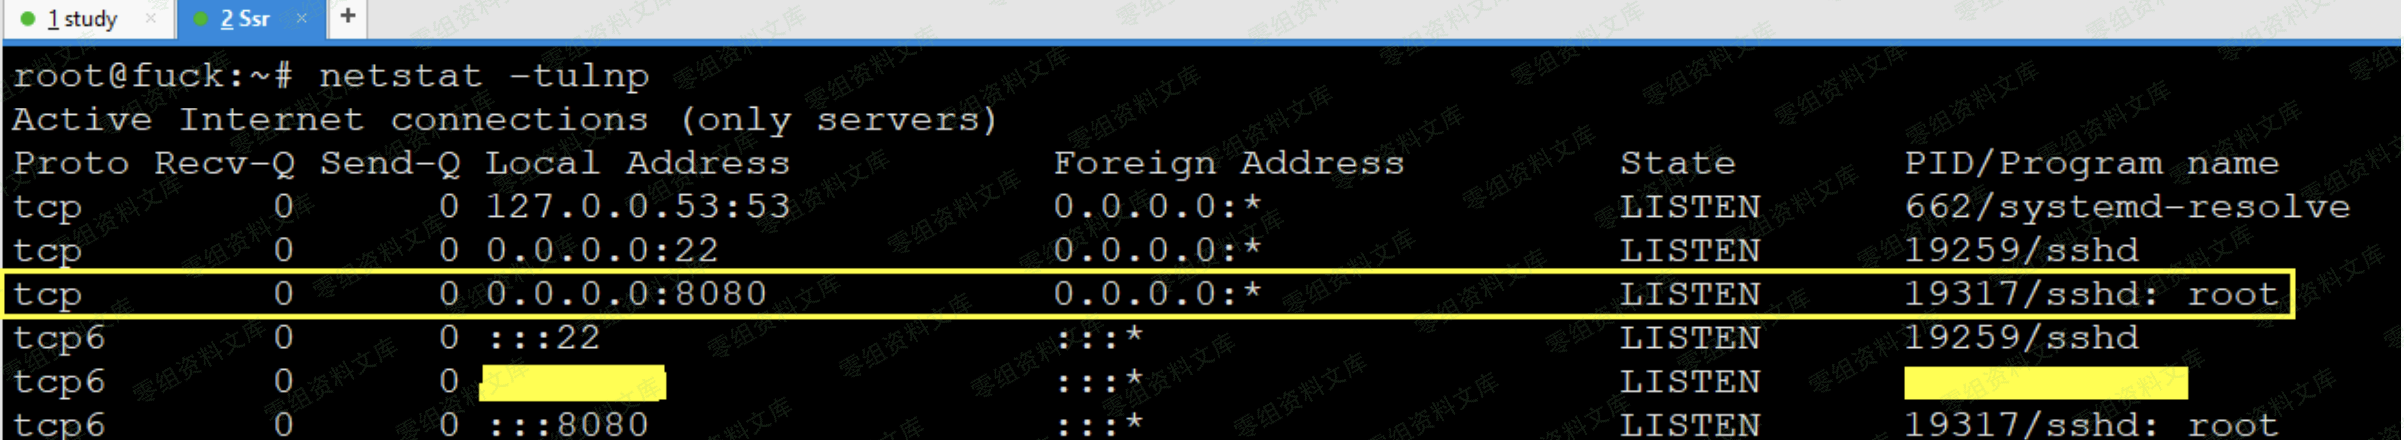 1 study × 2 Ssr × +
root@fuck:~# netstat -tulnp
Active Internet connections (only servers)
Proto Recv-Q Send-Q Local Address Foreign Address State PID/Program name
tcp 0 0 127.0.0.53:53 0.0.0.0:* LISTEN 662/systemd-resolve
tcp 0 0 0.0.0.0:22 0.0.0.0:* LISTEN 19259/sshd
tcp 0 0 0.0.0.0:8080 0.0.0.0:* LISTEN 19317/sshd: root
tcp6 0 0 :::22 :::* LISTEN 19259/sshd
tcp6 0 0 :::* LISTEN
tcp6 0 0 :::8080 :::* LISTEN 19317/sshd: root
零组资料文库